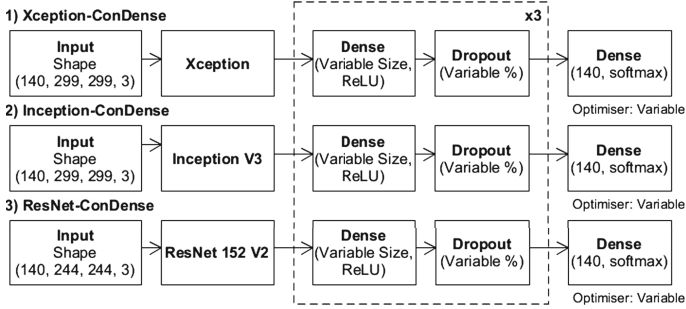 1) Xception-ConDense
x3
Input
Shape
(140, 299, 299, 3)
Xception
Dense
(Variable Size,
ReLU)
Dropout
(Variable %)
Dense
(140, softmax)
Optimiser: Variable
2) Inception-ConDense
Input
Shape
(140, 299, 299, 3)
Inception V3
Dense
(Variable Size,
ReLU)
Dropout
(Variable %)
Dense
(140, softmax)
Optimiser: Variable
3) ResNet-ConDense
Input
Shape
(140, 244, 244, 3)
ResNet 152 V2
Dense
(Variable Size,
ReLU)
Dropout
(Variable %)
Dense
(140, softmax)
Optimiser: Variable